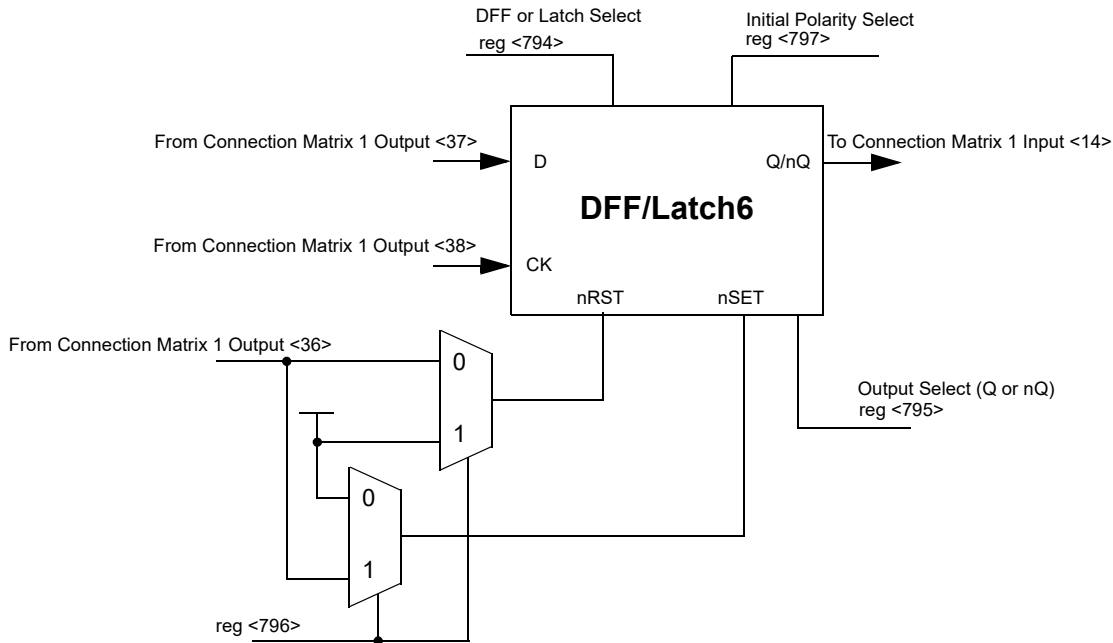 DFF or Latch Select
reg <794>
Initial Polarity Select
reg <797>
From Connection Matrix 1 Output <37>
D
Q/nQ
To Connection Matrix 1 Input <14>
DFF/Latch6
From Connection Matrix 1 Output <38>
CK
nRST
nSET
From Connection Matrix 1 Output <36>
0
1
Output Select (Q or nQ)
reg <795>
0
1
reg <796>